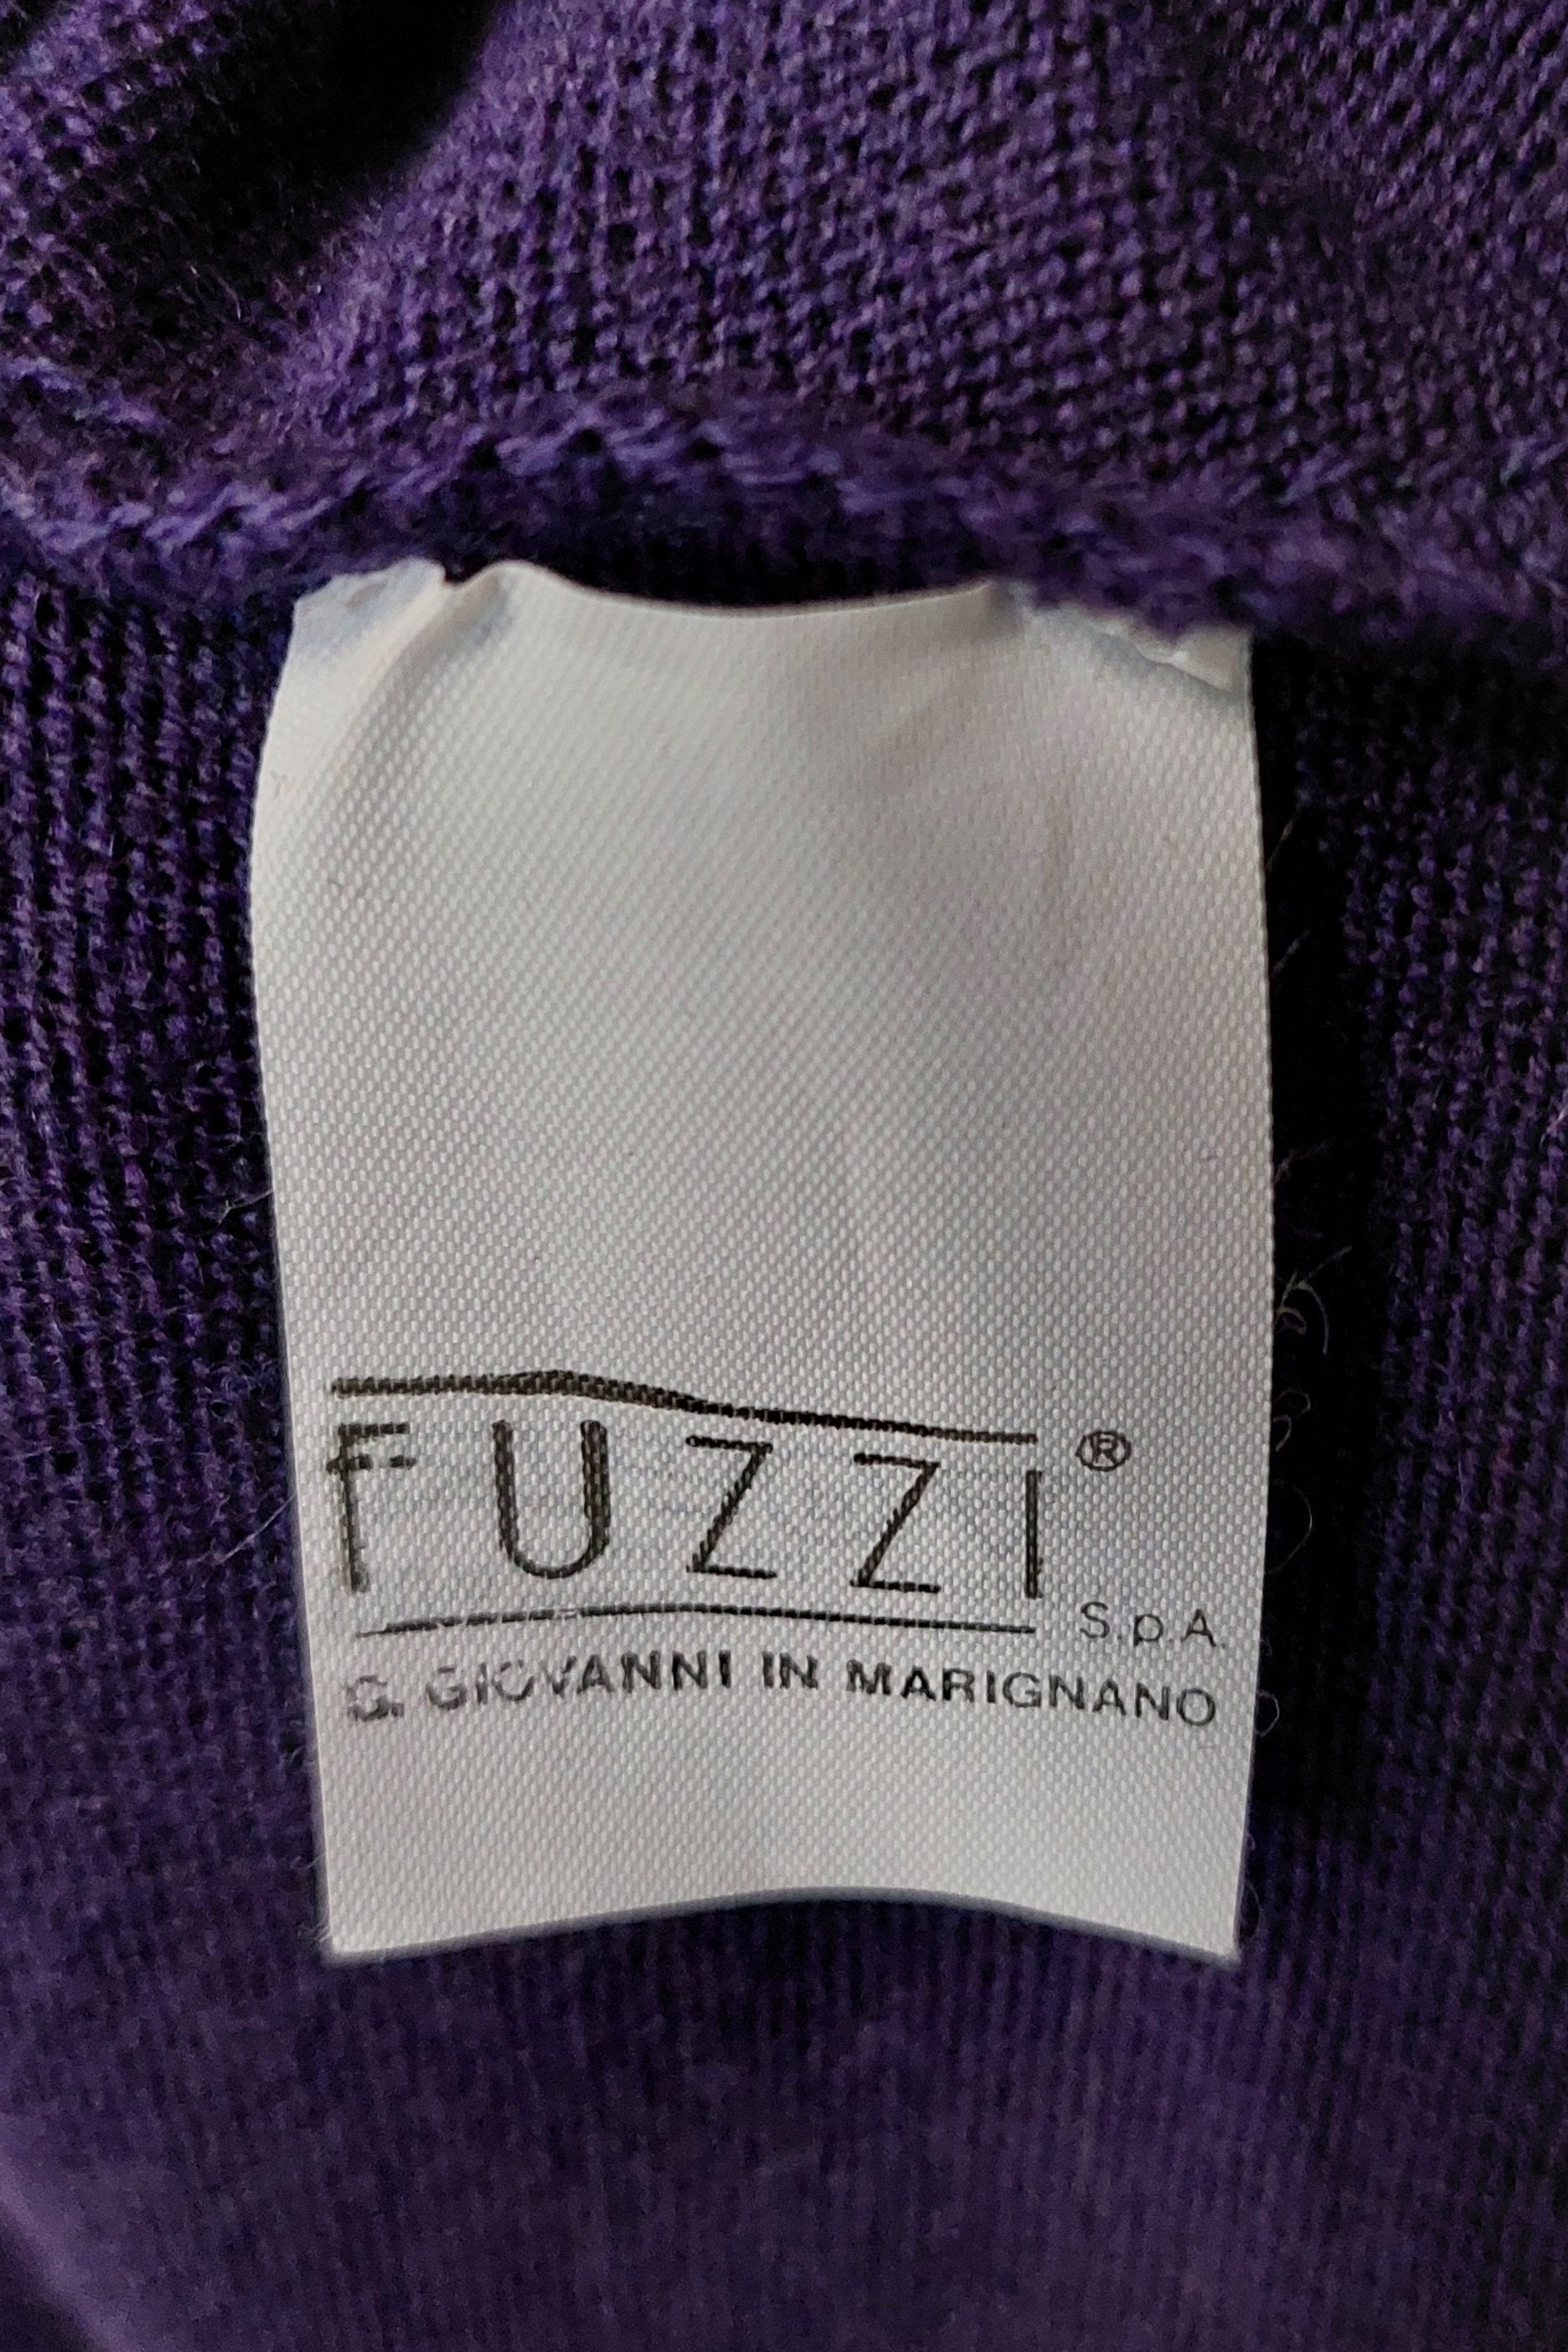 FUZZI®
S.p.A.
S. GIOVANNI IN MARIGNANO